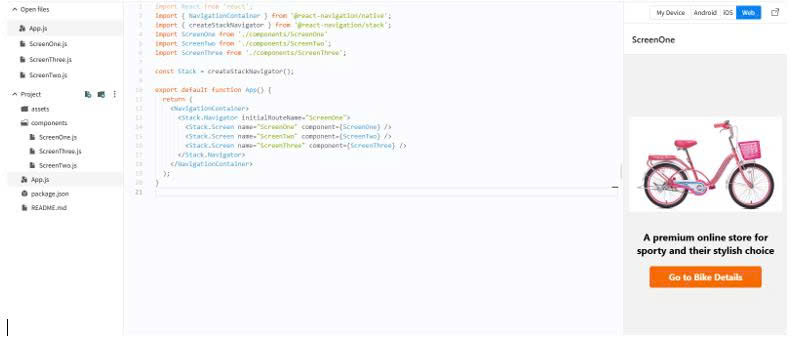 Open files
App.js
ScreenOne.js
ScreenThree.js
ScreenTwo.js
Project
assets
components
ScreenOne.js
ScreenThree.js
ScreenTwo.js
App.js
package.json
README.md
1 import React from 'react';
2 import { NavigationContainer } from '@react-navigation/native';
3 import { createStackNavigator } from '@react-navigation/stack';
4 import ScreenOne from './components/ScreenOne'
5 import ScreenTwo from './components/ScreenTwo';
6 import ScreenThree from './components/ScreenThree';
7
8 const Stack = createStackNavigator();
9
10 export default function App() {
11 return (
12 <NavigationContainer>
13 <Stack.Navigator initialRouteName="ScreenOne">
14 <Stack.Screen name="ScreenOne" component={ScreenOne} />
15 <Stack.Screen name="ScreenTwo" component={ScreenTwo} />
16 <Stack.Screen name="ScreenThree" component={ScreenThree} />
17 </Stack.Navigator>
18 </NavigationContainer>
19 );
20 }
21
My Device Android iOS Web
ScreenOne
A premium online store for
sporty and their stylish choice
Go to Bike Details